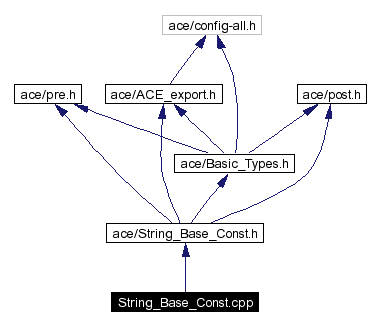 ace/config-all.h
ace/pre.h
ace/ACE_export.h
ace/post.h
ace/Basic_Types.h
ace/String_Base_Const.h
String_Base_Const.cpp